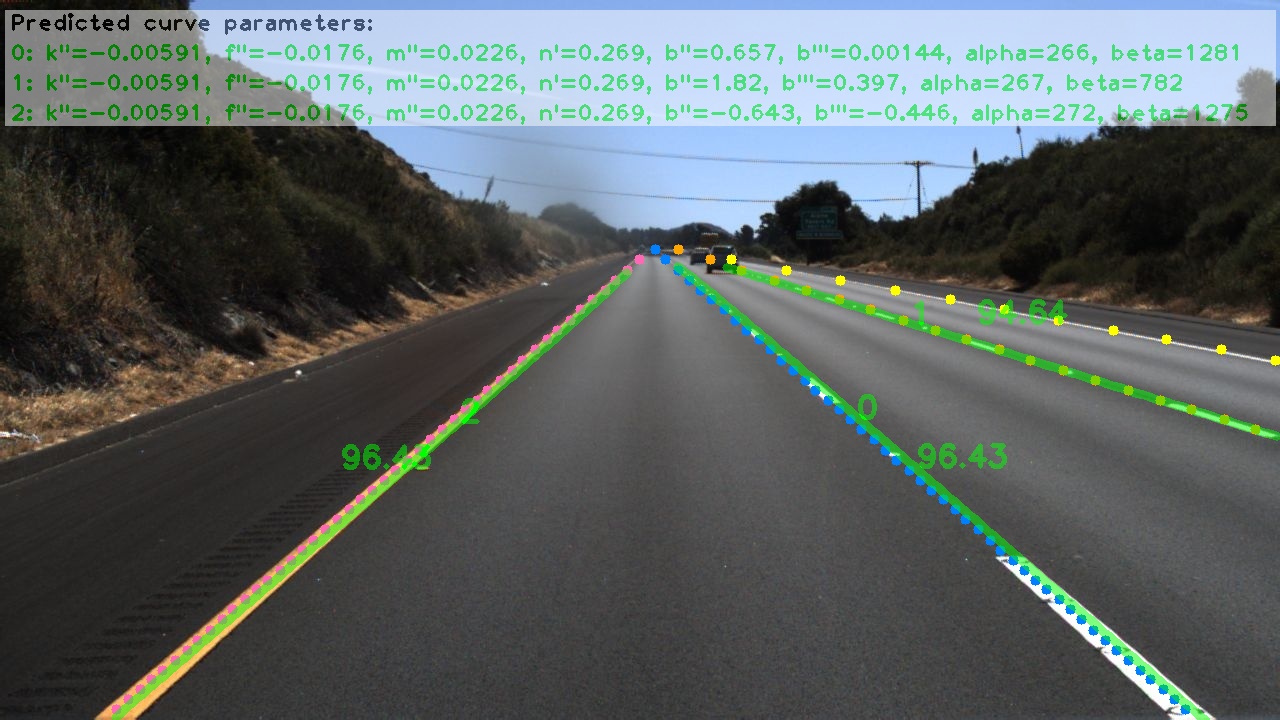 Predicted curve parameters:
0: k''=-0.00591, f''=-0.0176, m''=0.0226, n'=0.269, b''=0.657, b'''=0.00144, alpha=266, beta=1281
1: k''=-0.00591, f''=-0.0176, m''=0.0226, n'=0.269, b''=1.82, b'''=0.397, alpha=267, beta=782
2: k''=-0.00591, f''=-0.0176, m''=0.0226, n'=0.269, b''=-0.643, b'''=-0.446, alpha=272, beta=1275
1 94.64
2 0
96.43